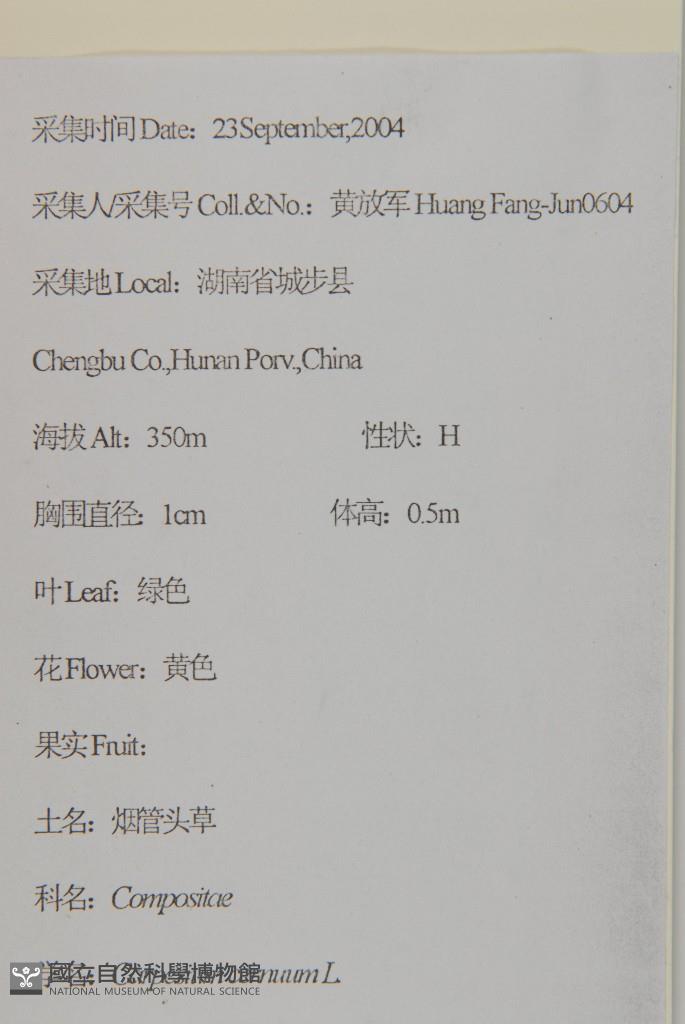 采集时间 Date：23September,2004
采集人/采集号 Coll.&No.：黄放军 Huang Fang-Jun0604
采集地 Local：湖南省城步县
Chengbu Co.,Hunan Porv.,China
海拔 Alt：350m 性状：H
胸围直径：1cm 体高：0.5m
叶 Leaf：绿色
花 Flower：黄色
果实 Fruit：
土名：烟管头草
科名：Compositae
L.
國立自然科學博物館
NATIONAL MUSEUM OF NATURAL SCIENCE